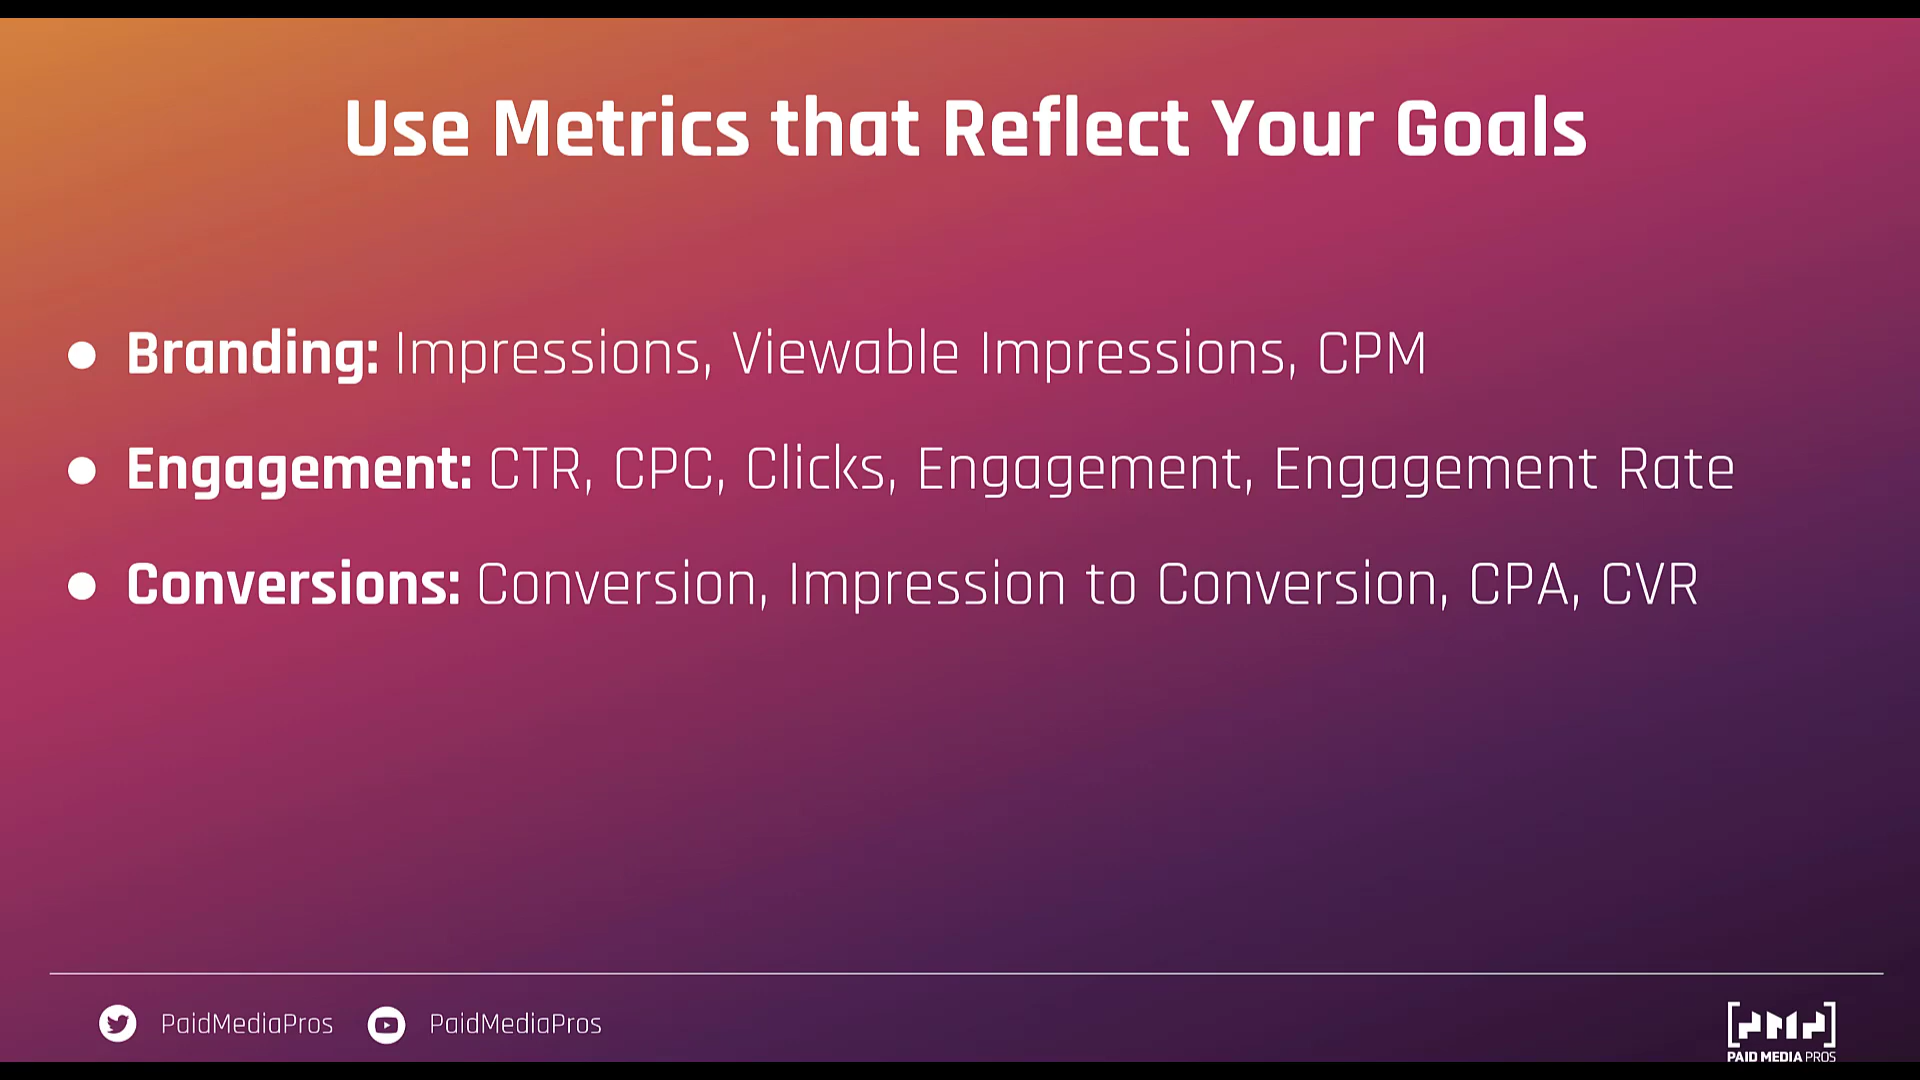 Use Metrics that Reflect Your Goals
● Branding: Impressions, Viewable Impressions, CPM
● Engagement: CTR, CPC, Clicks, Engagement, Engagement Rate
● Conversions: Conversion, Impression to Conversion, CPA, CVR
PaidMediaPros PaidMediaPros
PMP
PAID MEDIA PROS